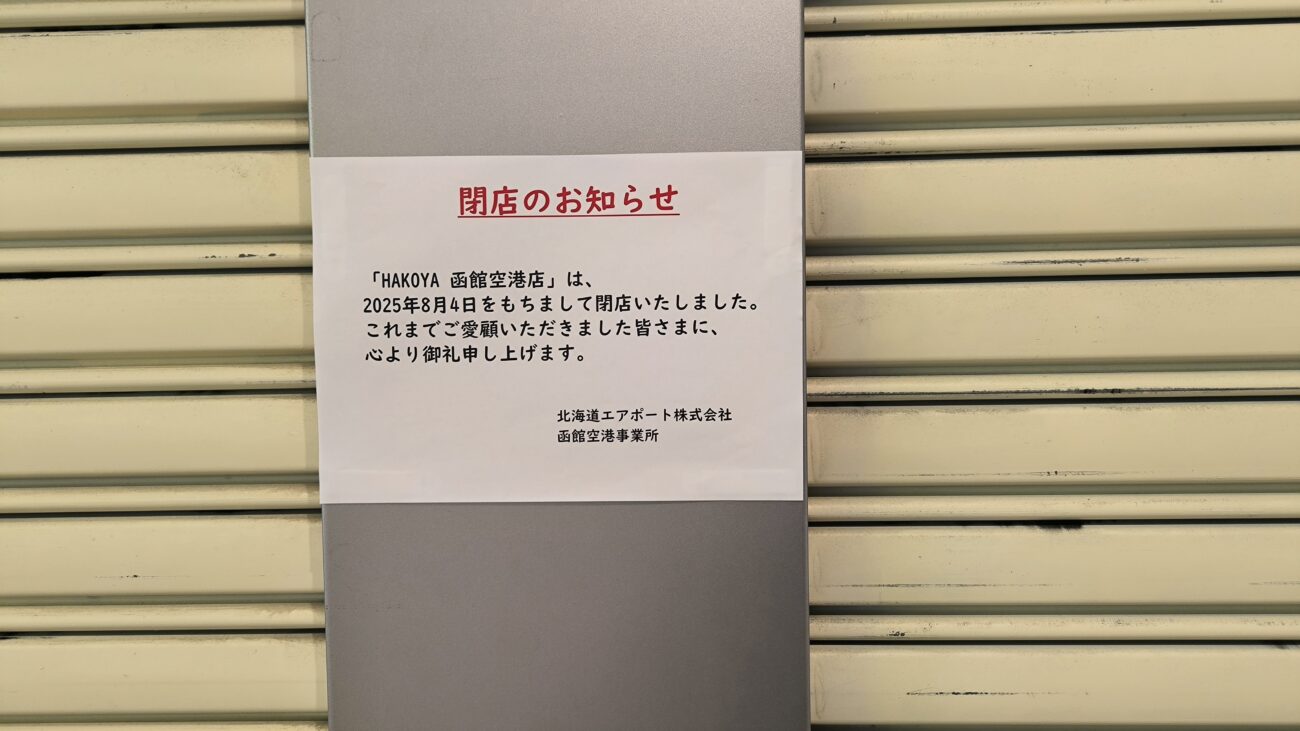 閉店のお知らせ
「HAKOYA 函館空港店」は、
2025年8月4日をもちまして閉店いたしました。
これまでご愛顧いただきました皆さまに、
心より御礼申し上げます。
北海道エアポート株式会社
函館空港事業所